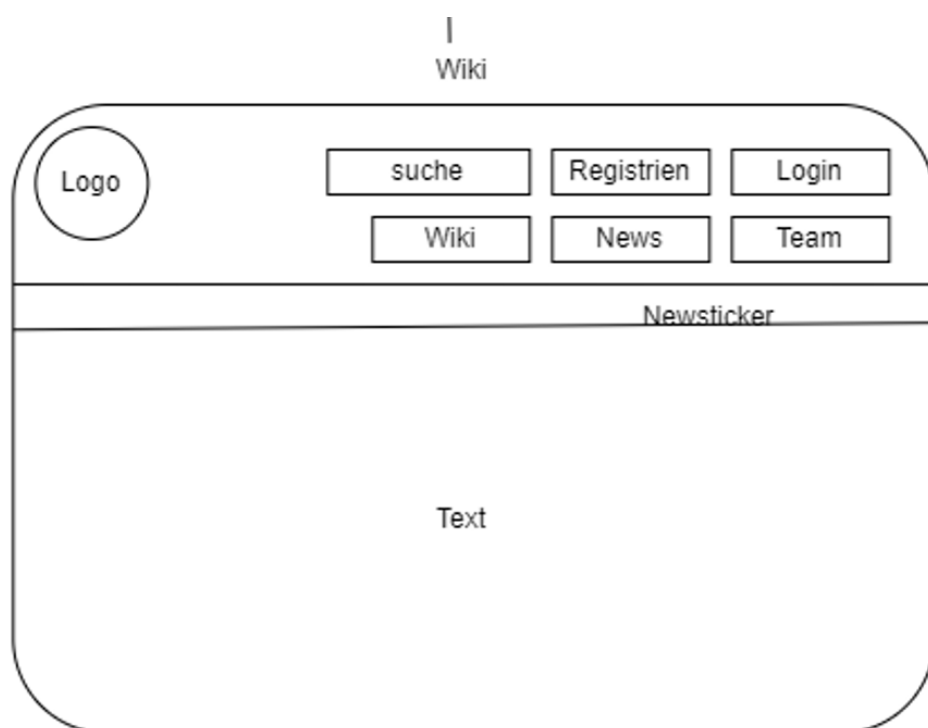 Wiki
Logo
suche
Registrien
Login
Wiki
News
Team
Newsticker
Text